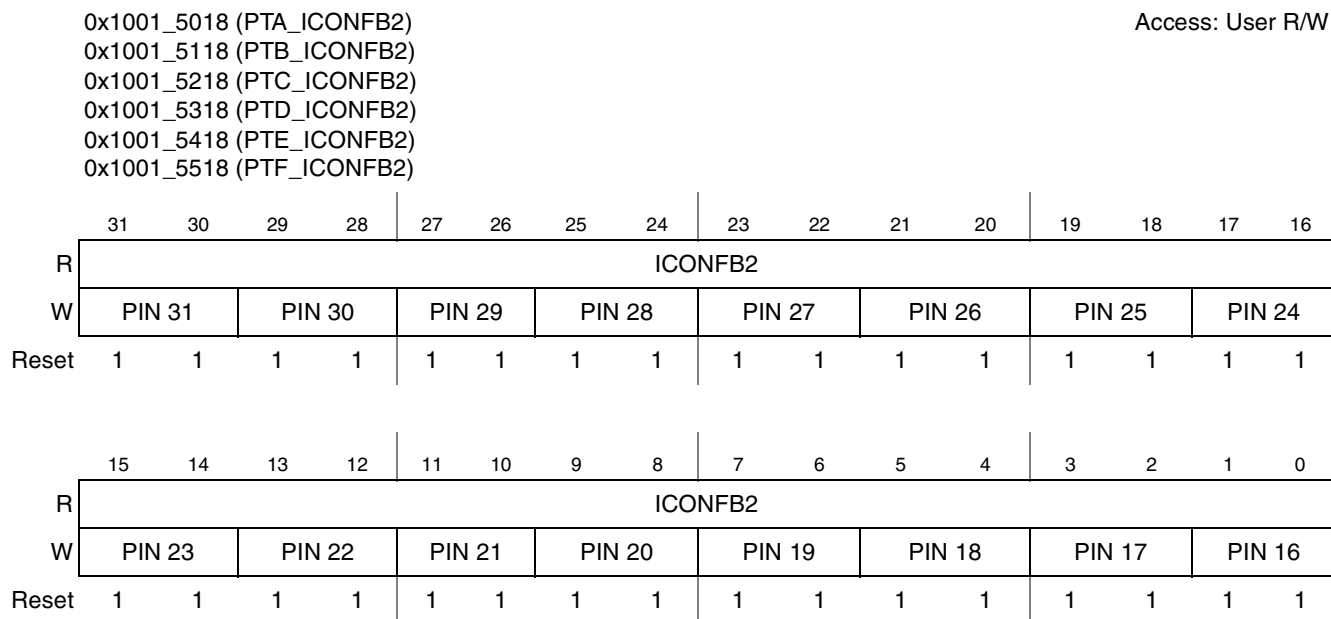 0x1001_5018 (PTA_ICONFB2) Access: User R/W
0x1001_5118 (PTB_ICONFB2)
0x1001_5218 (PTC_ICONFB2)
0x1001_5318 (PTD_ICONFB2)
0x1001_5418 (PTE_ICONFB2)
0x1001_5518 (PTF_ICONFB2)
31 30 29 28 27 26 25 24 23 22 21 20 19 18 17 16
R ICONFB2
W PIN 31 PIN 30 PIN 29 PIN 28 PIN 27 PIN 26 PIN 25 PIN 24
Reset 1 1 1 1 1 1 1 1 1 1 1 1 1 1 1 1
15 14 13 12 11 10 9 8 7 6 5 4 3 2 1 0
R ICONFB2
W PIN 23 PIN 22 PIN 21 PIN 20 PIN 19 PIN 18 PIN 17 PIN 16
Reset 1 1 1 1 1 1 1 1 1 1 1 1 1 1 1 1